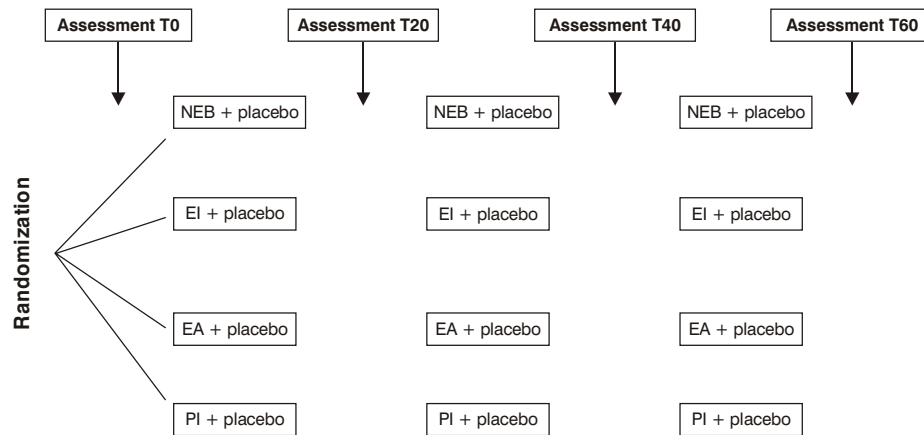 Assessment T0
Assessment T20
Assessment T40
Assessment T60
NEB + placebo
NEB + placebo
NEB + placebo
Randomization
EI + placebo
EI + placebo
EI + placebo
EA + placebo
EA + placebo
EA + placebo
PI + placebo
PI + placebo
PI + placebo